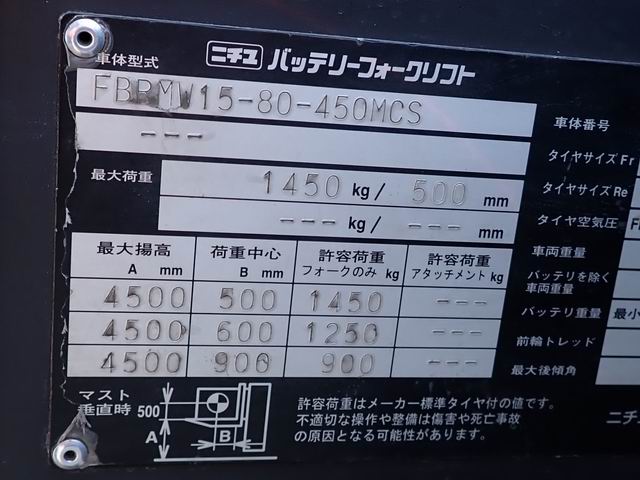 ニチユ バッテリーフォークリフト
車体型式
FBRMW15-80-450MCS
---
最大荷重 1450 kg/ 500 mm
--- kg/ --- mm
最大揚高 荷重中心 許容荷重 許容荷重
A mm B mm フォークのみ kg アタッチメント kg
4500 500 1450 ---
4500 600 1250 ---
4500 900 900 ---
マスト
垂直時 500
A B
許容荷重はメーカー標準タイヤ付の値です。
不適切な操作や整備は傷害や死亡事故
の原因となる可能性があります。
車体番号
タイヤサイズ Fr
タイヤサイズ Re
タイヤ空気圧
車両重量
バッテリを除く
車両重量
バッテリ重量 最小
前輪トレッド
最大後傾角
ニチユ